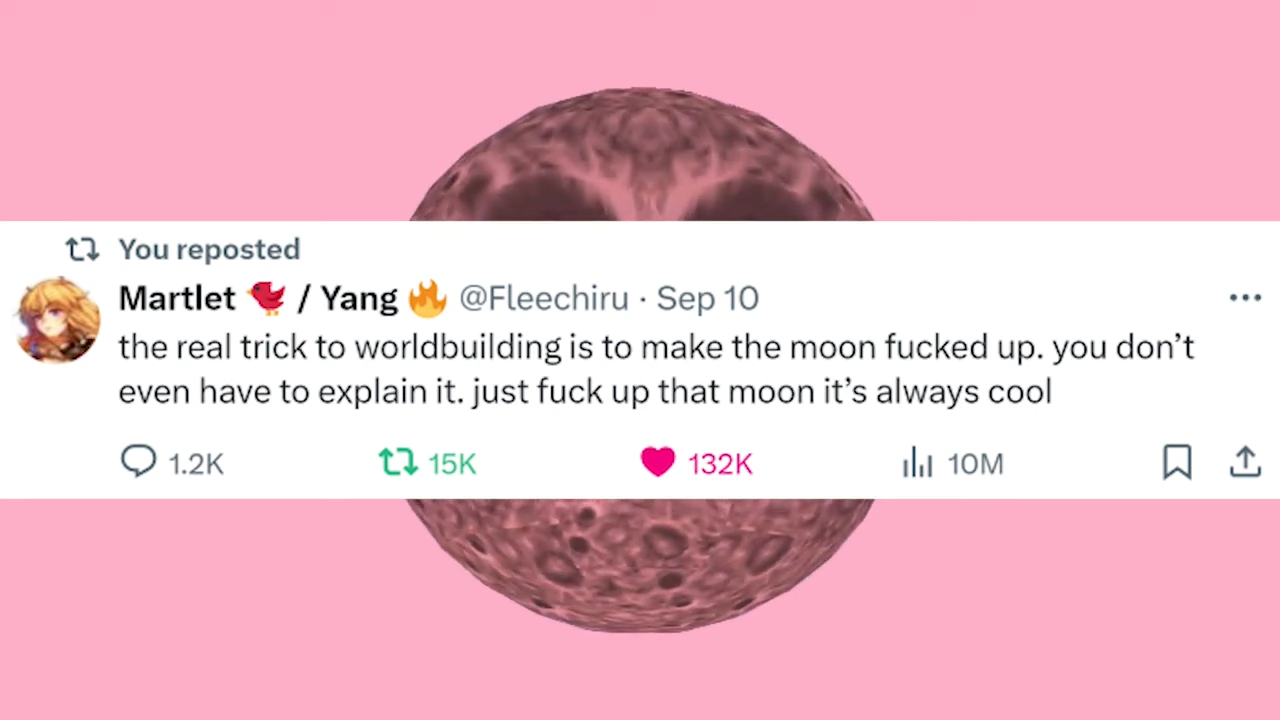 You reposted
Martlet 🐦 / Yang 🔥 @Fleechiru · Sep 10
the real trick to worldbuilding is to make the moon fucked up. you don’t
even have to explain it. just fuck up that moon it’s always cool
1.2K 15K 132K 10M